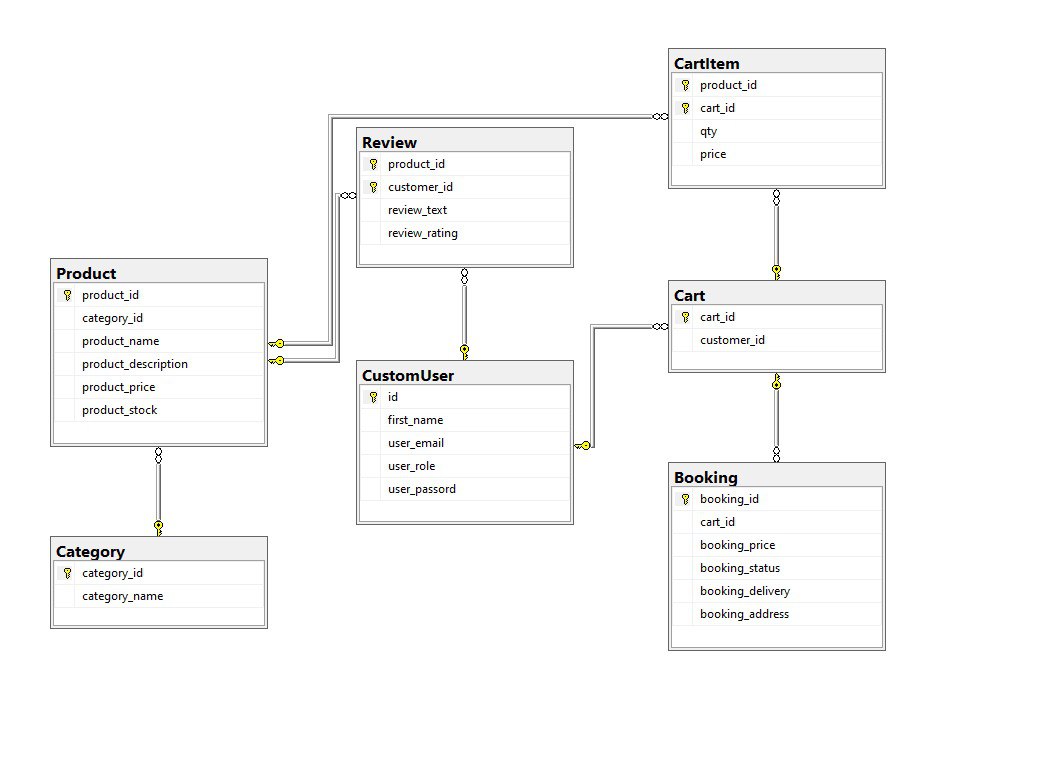 CartItem
product_id
cart_id
qty
price
Review
product_id
customer_id
review_text
review_rating
Product
product_id
category_id
product_name
product_description
product_price
product_stock
Cart
cart_id
customer_id
CustomUser
id
first_name
user_email
user_role
user_passord
Booking
booking_id
cart_id
booking_price
booking_status
booking_delivery
booking_address
Category
category_id
category_name